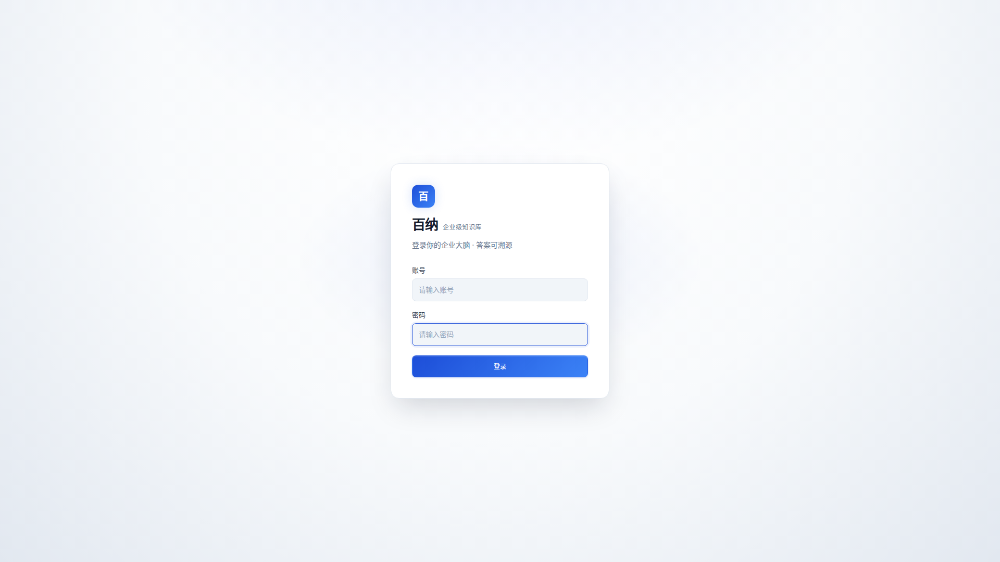 百
百纳 企业级知识库
登录你的企业大脑 · 答案可溯源
账号
请输入账号
密码
请输入密码
登录